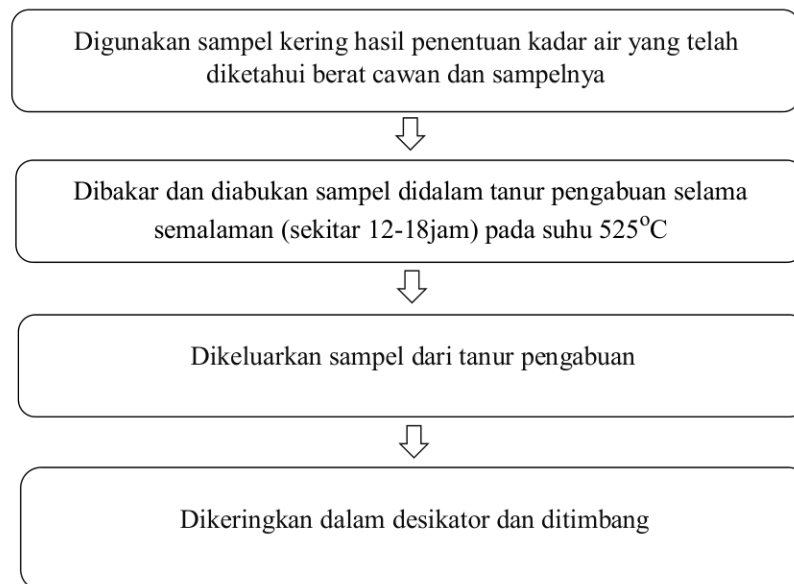 Digunakan sampel kering hasil penentuan kadar air yang telah
diketahui berat cawan dan sampelnya
Dibakar dan diabukan sampel didalam tanur pengabuan selama
semalaman (sekitar 12-18jam) pada suhu 525°C
Dikeluarkan sampel dari tanur pengabuan
Dikeringkan dalam desikator dan ditimbang